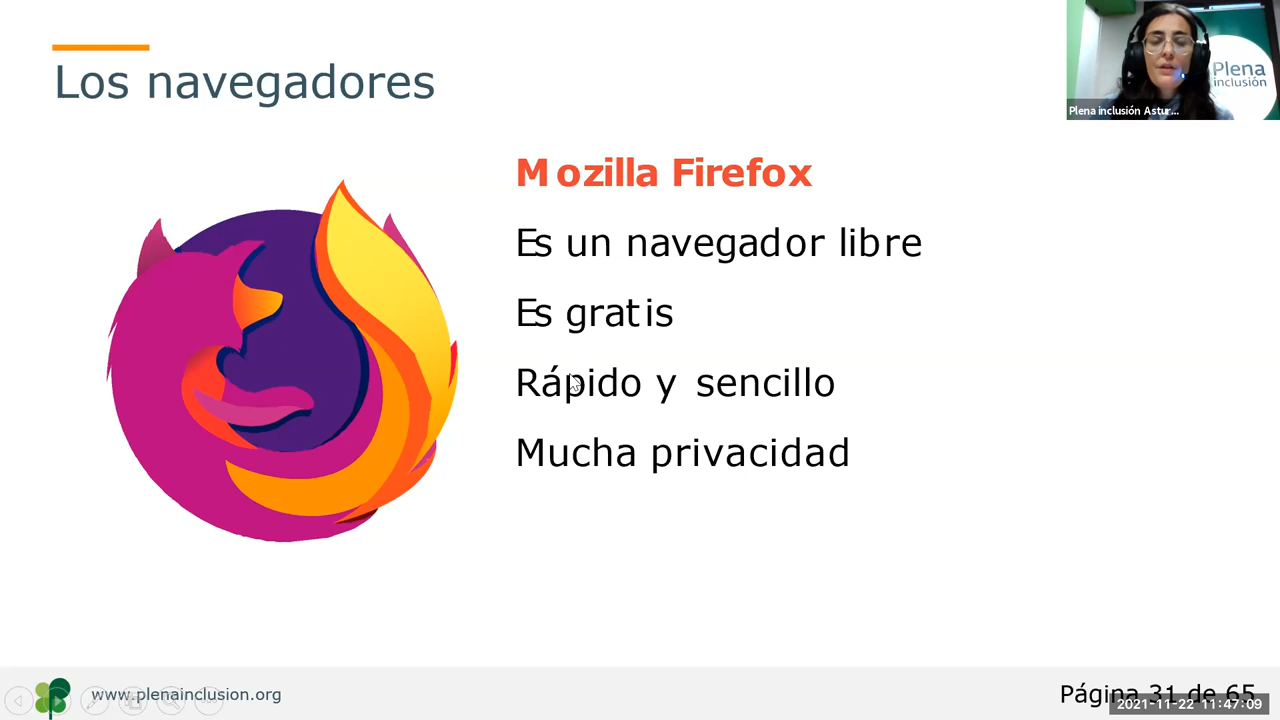 Los navegadores
Plena
inclusión
Plena inclusión Astur...
Mozilla Firefox
Es un navegador libre
Es gratis
Rápido y sencillo
Mucha privacidad
www.plenainclusion.org
Página 31 de 65
2021-11-22 11:47:09